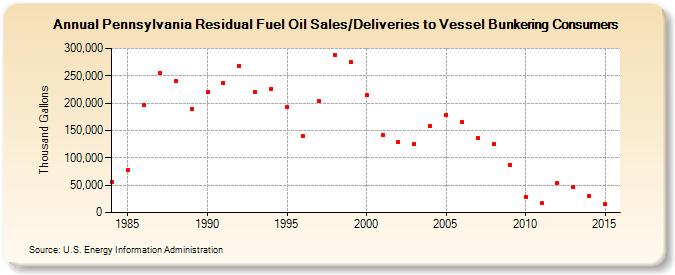 Annual Pennsylvania Residual Fuel Oil Sales/Deliveries to Vessel Bunkering Consumers
Thousand Gallons
300,000
250,000
200,000
150,000
100,000
50,000
0
1985 1990 1995 2000 2005 2010 2015
Source: U.S. Energy Information Administration